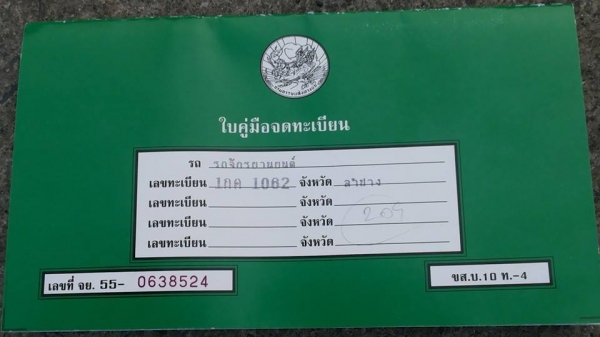 ใบคู่มือจดทะเบียน
รถ รถจักรยานยนต์
เลขทะเบียน 1กค 1082 จังหวัด ลำปาง
เลขทะเบียน จังหวัด
เลขทะเบียน จังหวัด
เลขทะเบียน จังหวัด
เลขที่ จย. 55- 0638524
ขส.บ.10 ท.-4